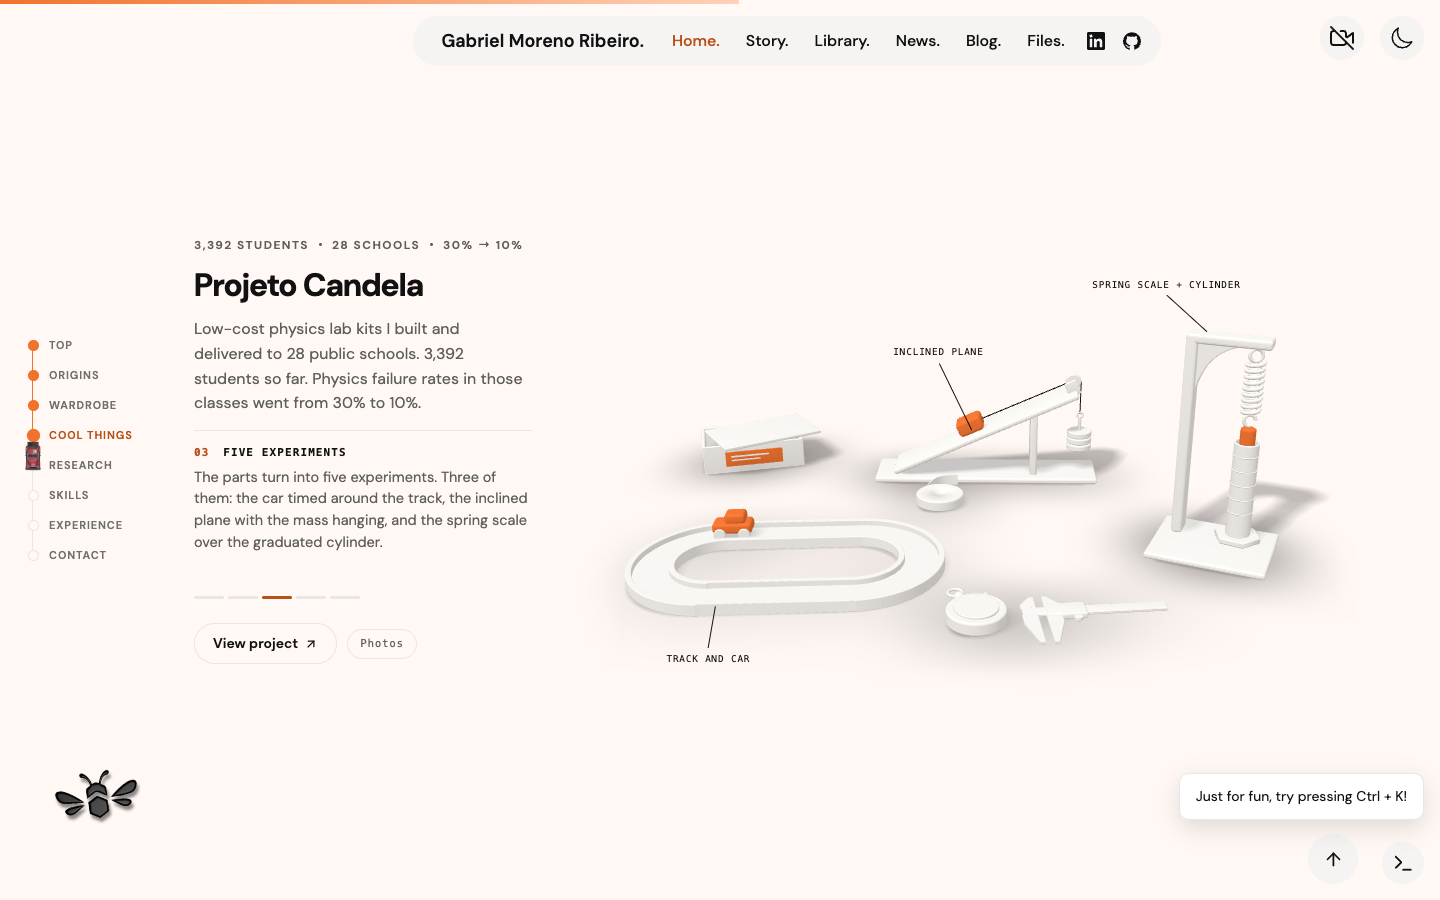 Gabriel Moreno Ribeiro. Home. Story. Library. News. Blog. Files.
3,392 STUDENTS • 28 SCHOOLS • 30% → 10%
Projeto Candela
Low-cost physics lab kits I built and
delivered to 28 public schools. 3,392
students so far. Physics failure rates in those
classes went from 30% to 10%.
03 FIVE EXPERIMENTS
The parts turn into five experiments. Three of
them: the car timed around the track, the inclined
plane with the mass hanging, and the spring scale
over the graduated cylinder.
View project ↗ Photos
TOP
ORIGINS
WARDROBE
COOL THINGS
RESEARCH
SKILLS
EXPERIENCE
CONTACT
SPRING SCALE + CYLINDER
INCLINED PLANE
TRACK AND CAR
Just for fun, try pressing Ctrl + K!